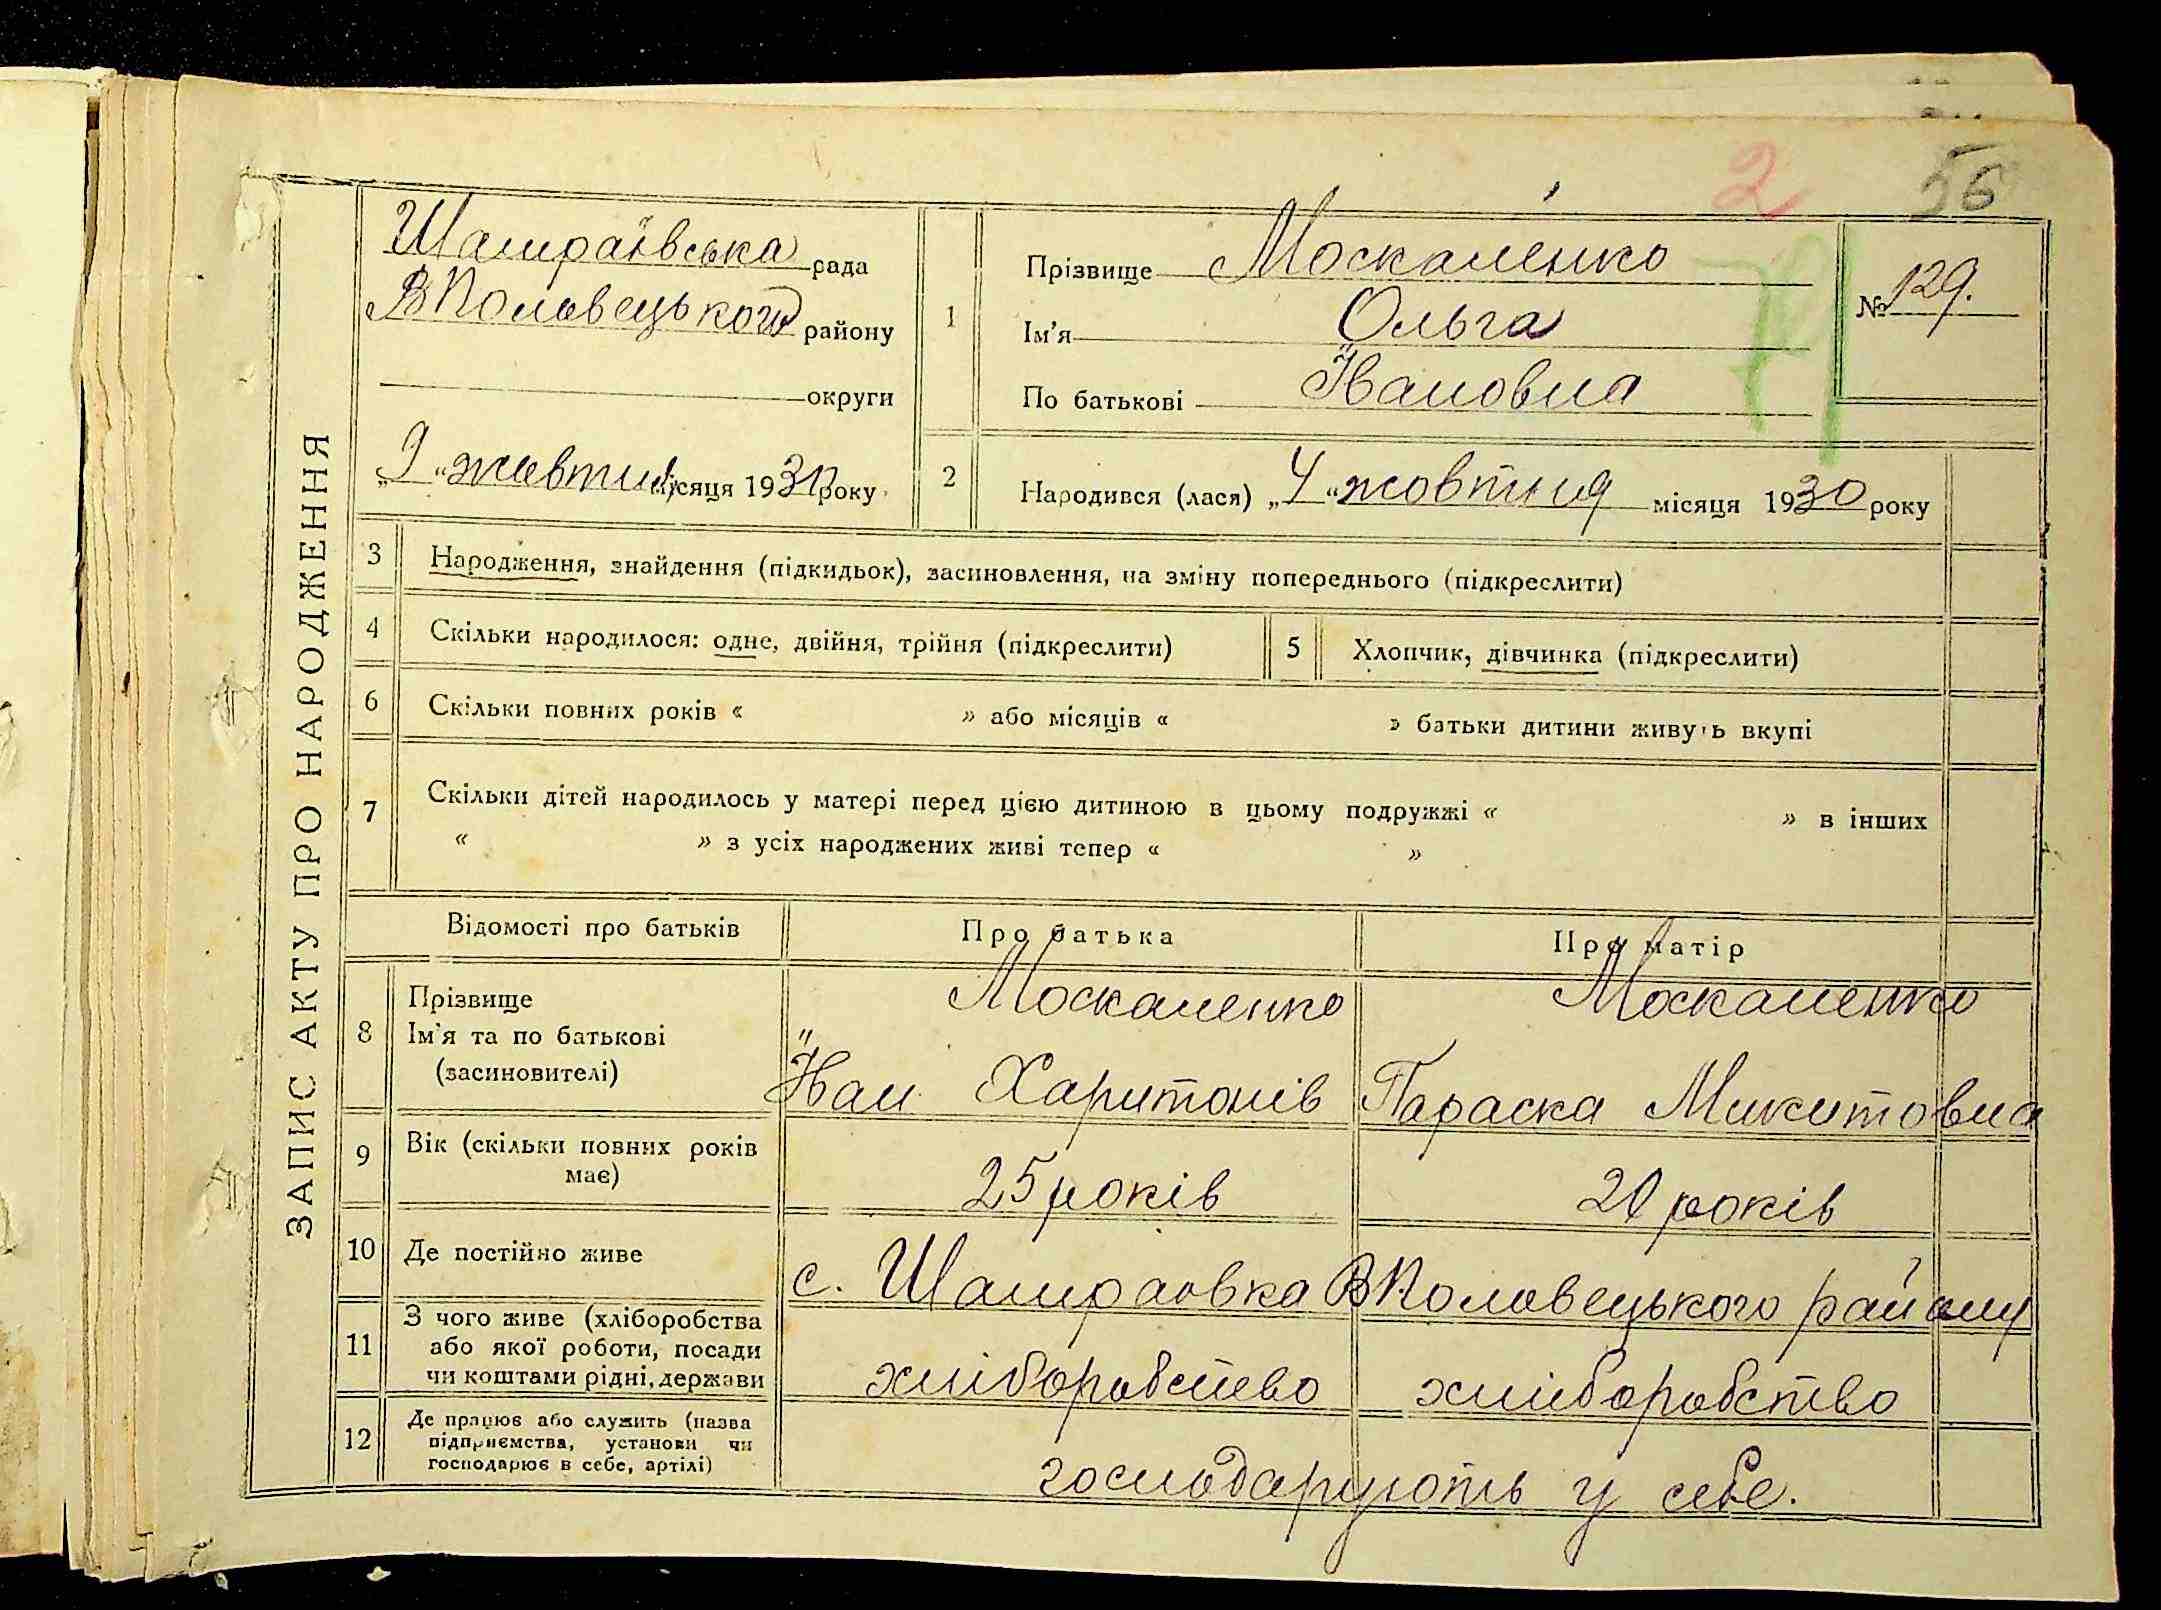 2 56
ЗАПИС АКТУ ПРО НАРОДЖЕННЯ
Шамраївська рада
ВПоловецького району
округи
„9“ жовтня місяця 1930 року
1
Прізвище Москаленко
Ім'я Ольга
По батькові Івановна
№ 129.
71
2
Народився (лася) „4“ жовтня місяця 1930 року
3 Народження, знайдення (підкидьок), засиновлення, на зміну попереднього (підкреслити)
4 Скільки народилося: одне, двійня, трійня (підкреслити) 5 Хлопчик, дівчинка (підкреслити)
6 Скільки повних років « » або місяців « » батьки дитини живуть вкупі
7 Скільки дітей народилось у матері перед цією дитиною в цьому подружжі « » в інших
« » з усіх народжених живі тепер « »
Відомості про батьків Про батька Про матір
8 Прізвище Москаленко Москаленко
Ім'я та по батькові
(засиновителі) Іван Харитонів Параска Микитовна
9 Вік (скільки повних років
має) 25 років 20 років
10 Де постійно живе с. Шамраовка ВПоловецького району
11 З чого живе (хліборобства
або якої роботи, посади
чи коштами рідні, держави хліборобство хліборобство
12 Де працює або служить (назва
підприємства, установи чи
господарює в себе, артілі) господарують у себе.